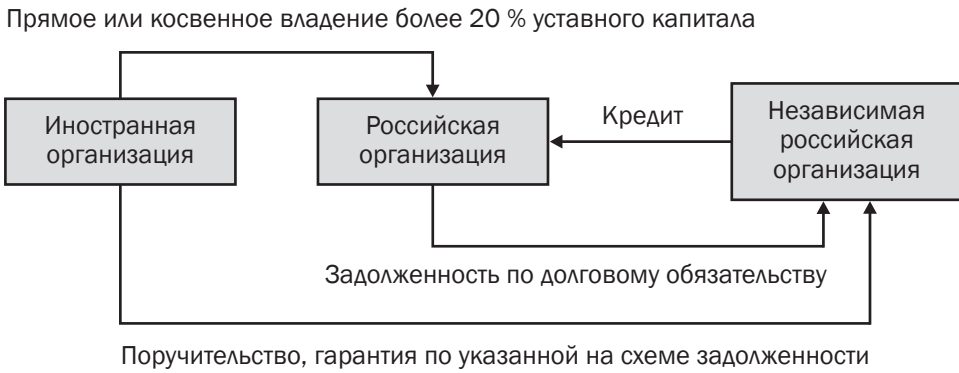 Прямое или косвенное владение более 20 % уставного капитала
Иностранная
организация
Российская
организация
Кредит
Независимая
российская
организация
Задолженность по долговому обязательству
Поручительство, гарантия по указанной на схеме задолженности